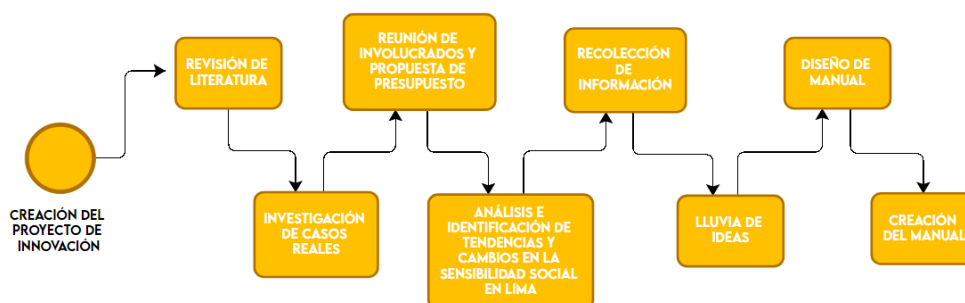 CREACIÓN DEL
PROYECTO DE
INNOVACIÓN
REVISIÓN DE
LITERATURA
INVESTIGACIÓN
DE CASOS
REALES
REUNIÓN DE
INVOLUCRADOS Y
PROPUESTA DE
PRESUPUESTO
ANÁLISIS E
IDENTIFICACIÓN DE
TENDENCIAS Y
CAMBIOS EN LA
SENSIBILIDAD SOCIAL
EN LIMA
RECOLECCIÓN
DE
INFORMACIÓN
LLUVIA DE
IDEAS
DISEÑO DE
MANUAL
CREACIÓN
DEL MANUAL